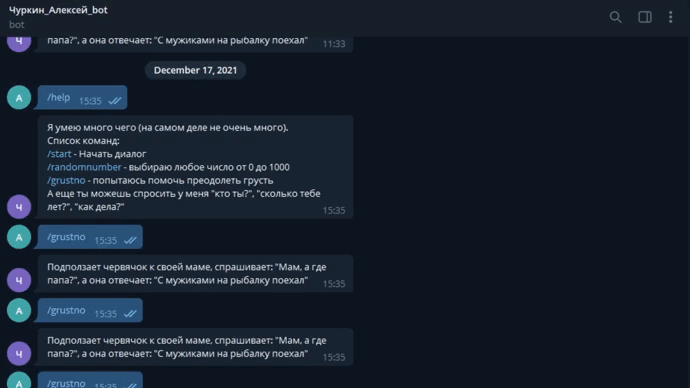 Чуркин_Алексей_bot
bot
Ч
папа?", а она отвечает: "С мужиками на рыбалку поехал"
11:33
December 17, 2021
A
/help 15:35
Я умею много чего (на самом деле не очень много).
Список команд:
/start - Начать диалог
/randomnumber - выбираю любое число от 0 до 1000
/grustno - попытаюсь помочь преодолеть грусть
А еще ты можешь спросить у меня "кто ты?", "сколько тебе
лет?", "как дела?"
Ч
15:35
A
/grustno 15:35
Подползает червячок к своей маме, спрашивает: "Мам, а где
папа?", а она отвечает: "С мужиками на рыбалку поехал"
Ч
15:35
A
/grustno 15:35
Подползает червячок к своей маме, спрашивает: "Мам, а где
папа?", а она отвечает: "С мужиками на рыбалку поехал"
Ч
15:35
A
/grustno 15:35